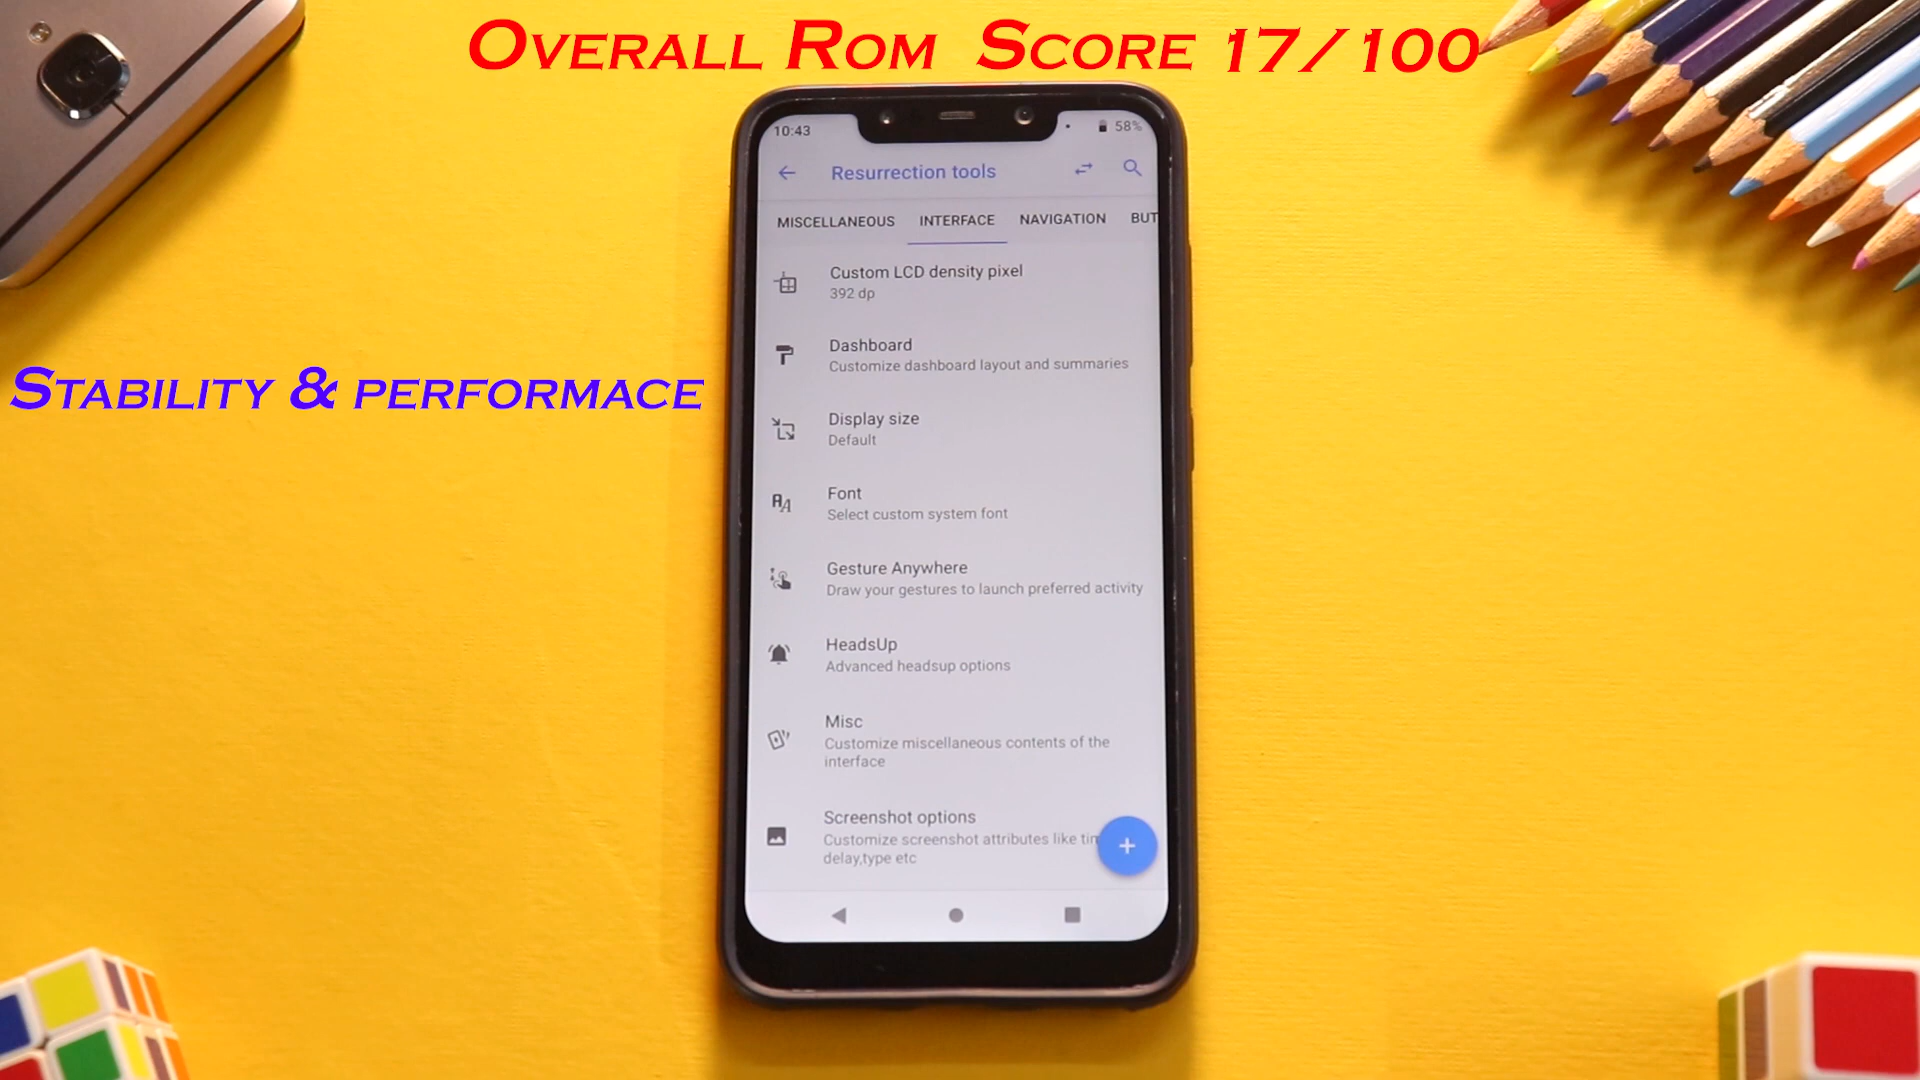 OVERALL ROM SCORE 17/100
10:43 58%
Resurrection tools
MISCELLANEOUS INTERFACE NAVIGATION BUT
Custom LCD density pixel
392 dp
Dashboard
Customize dashboard layout and summaries
STABILITY & PERFORMACE
Display size
Default
Font
Select custom system font
Gesture Anywhere
Draw your gestures to launch preferred activity
HeadsUp
Advanced headsup options
Misc
Customize miscellaneous contents of the
interface
Screenshot options
Customize screenshot attributes like tim
delay,type etc